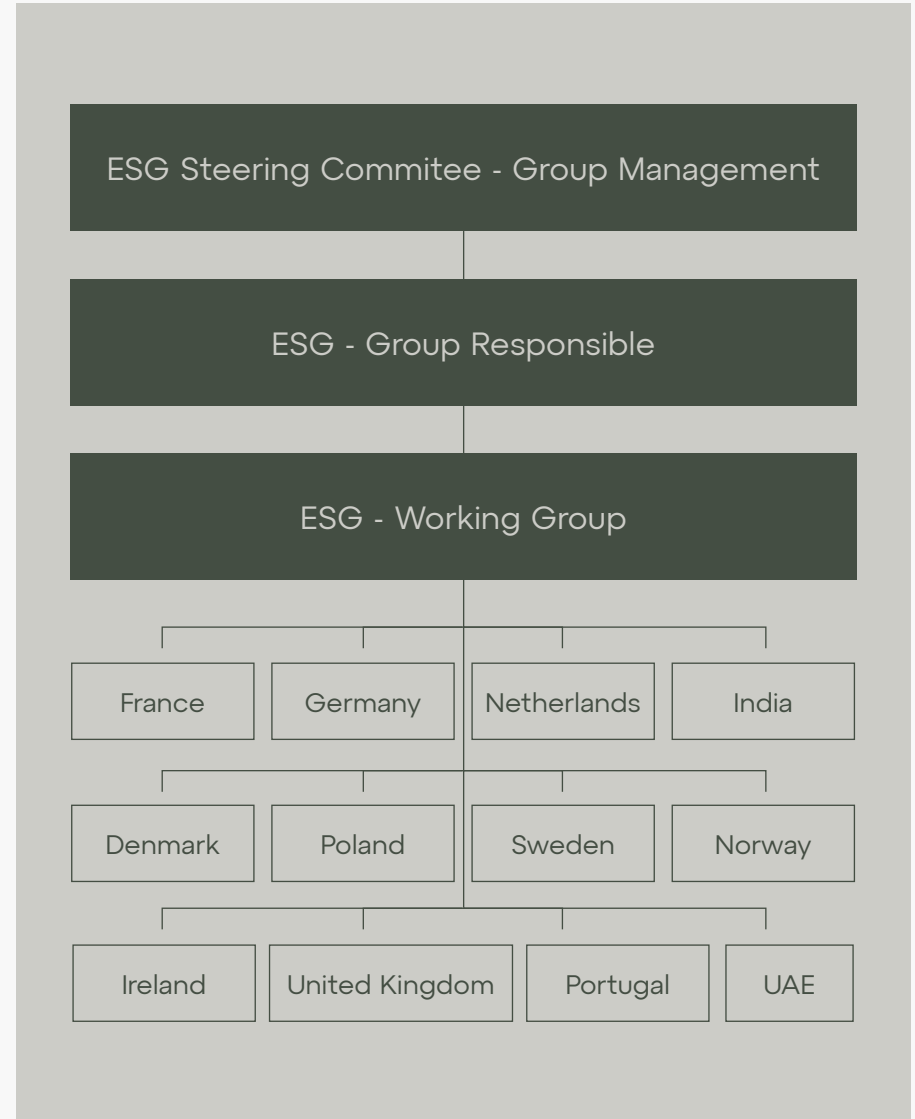 ESG Steering Commitee - Group Management
ESG - Group Responsible
ESG - Working Group
France
Germany
Netherlands
India
Denmark
Poland
Sweden
Norway
Ireland
United Kingdom
Portugal
UAE